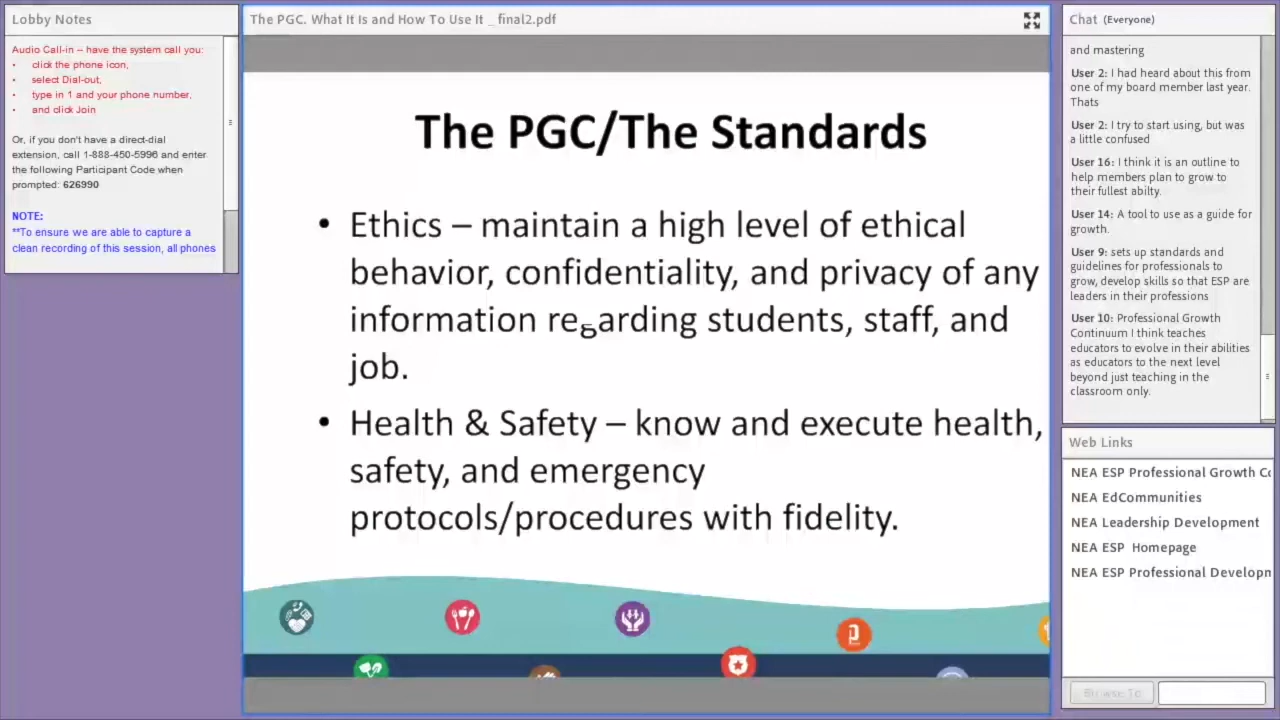 Lobby Notes
Audio Call-in – have the system call you:
• click the phone icon,
• select Dial-out,
• type in 1 and your phone number,
• and click Join
Or, if you don't have a direct-dial
extension, call 1-888-450-5996 and enter
the following Participant Code when
prompted: 626990
NOTE:
**To ensure we are able to capture a
clean recording of this session, all phones
The PGC. What It Is and How To Use It _ final2.pdf
The PGC/The Standards
• Ethics – maintain a high level of ethical
behavior, confidentiality, and privacy of any
information regarding students, staff, and
job.
• Health & Safety – know and execute health,
safety, and emergency
protocols/procedures with fidelity.
Chat (Everyone)
and mastering
User 2: I had heard about this from
one of my board member last year.
Thats
User 2: I try to start using, but was
a little confused
User 16: I think it is an outline to
help members plan to grow to
their fullest abilty.
User 14: A tool to use as a guide for
growth.
User 9: sets up standards and
guidelines for professionals to
grow, develop skills so that ESP are
leaders in their professions
User 10: Professional Growth
Continuum I think teaches
educators to evolve in their abilities
as educators to the next level
beyond just teaching in the
classroom only.
Web Links
NEA ESP Professional Growth Co
NEA EdCommunities
NEA Leadership Development
NEA ESP Homepage
NEA ESP Professional Developn
Browse To